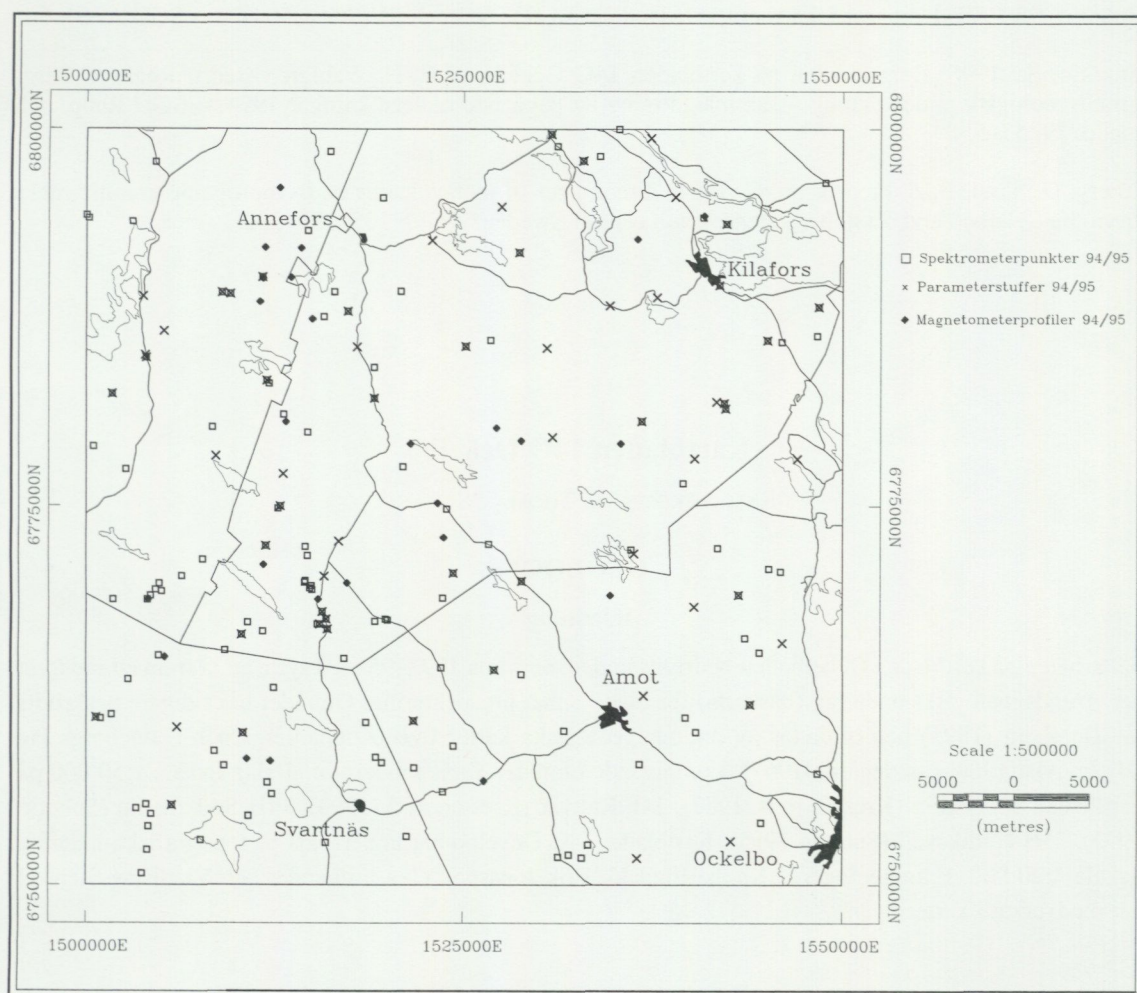 1500000E 1525000E 1550000E
6800000N 6800000N
Annefors
Kilafors
□ Spektrometerpunkter 94/95
× Parameterstuffer 94/95
◆ Magnetometerprofiler 94/95
6775000N 6775000N
Amot
Scale 1:500000
5000 0 5000
(metres)
Svartnäs
Ockelbo
6750000N 6750000N
1500000E 1525000E 1550000E